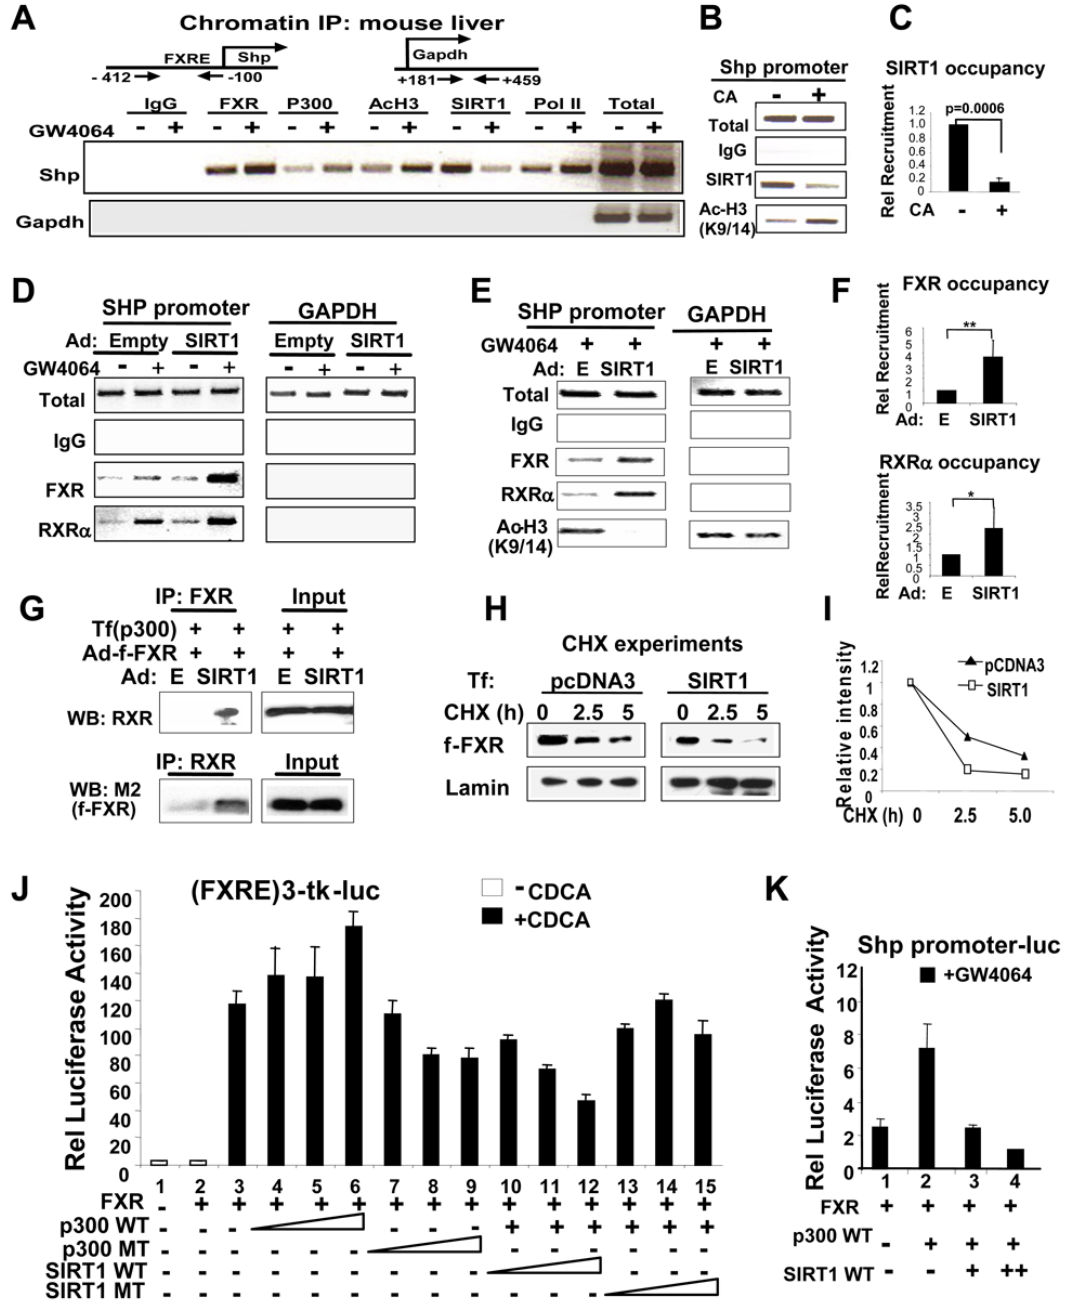 A
Chromatin IP: mouse liver
FXRE
Shp
- 412
-100
Gapdh
+181
+459
IgG FXR P300 AcH3 SIRT1 Pol II Total
GW4064 - + - + - + - + - + - + - +
Shp
Gapdh
B
Shp promoter
CA - +
Total
IgG
SIRT1
Ac-H3
(K9/14)
C
SIRT1 occupancy
p=0.0006
Rel Recruitment
1.2
1.0
0.8
0.6
0.4
0.2
0
CA - +
D
SHP promoter GAPDH
Ad: Empty SIRT1 Empty SIRT1
GW4064 - + - + - + - +
Total
IgG
FXR
RXRα
E
SHP promoter GAPDH
GW4064 + + + +
Ad: E SIRT1 E SIRT1
Total
IgG
FXR
RXRα
Ac-H3
(K9/14)
F
FXR occupancy
Rel Recruitment
6
5
4
3
2
1
0
**
Ad: E SIRT1
RXRα occupancy
RelRecruitment
3.5
3
2.5
2
1.5
1
0.5
0
*
Ad: E SIRT1
G
IP: FXR Input
Tf(p300) + + + +
Ad-f-FXR + + + +
Ad: E SIRT1 E SIRT1
WB: RXR
IP: RXR Input
WB: M2
(f-FXR)
H
CHX experiments
Tf: pcDNA3 SIRT1
CHX (h) 0 2.5 5 0 2.5 5
f-FXR
Lamin
I
Relative intensity
1.2
1
0.8
0.6
0.4
0.2
0
pCDNA3
SIRT1
CHX (h) 0 2.5 5.0
J
(FXRE)3-tk-luc
-CDCA
+CDCA
Rel Luciferase Activity
200
180
160
140
120
100
80
60
40
20
0
1 2 3 4 5 6 7 8 9 10 11 12 13 14 15
FXR - + + + + + + + + + + + + + +
p300 WT - - - - - - + + + + + +
p300 MT - - - - - - - - - - - -
SIRT1 WT - - - - - - - - - - - -
SIRT1 MT - - - - - - - - - - - -
K
Shp promoter-luc
+GW4064
Rel Luciferase Activity
12
10
8
6
4
2
0
1 2 3 4
FXR + + + +
p300 WT - + + +
SIRT1 WT - - + ++